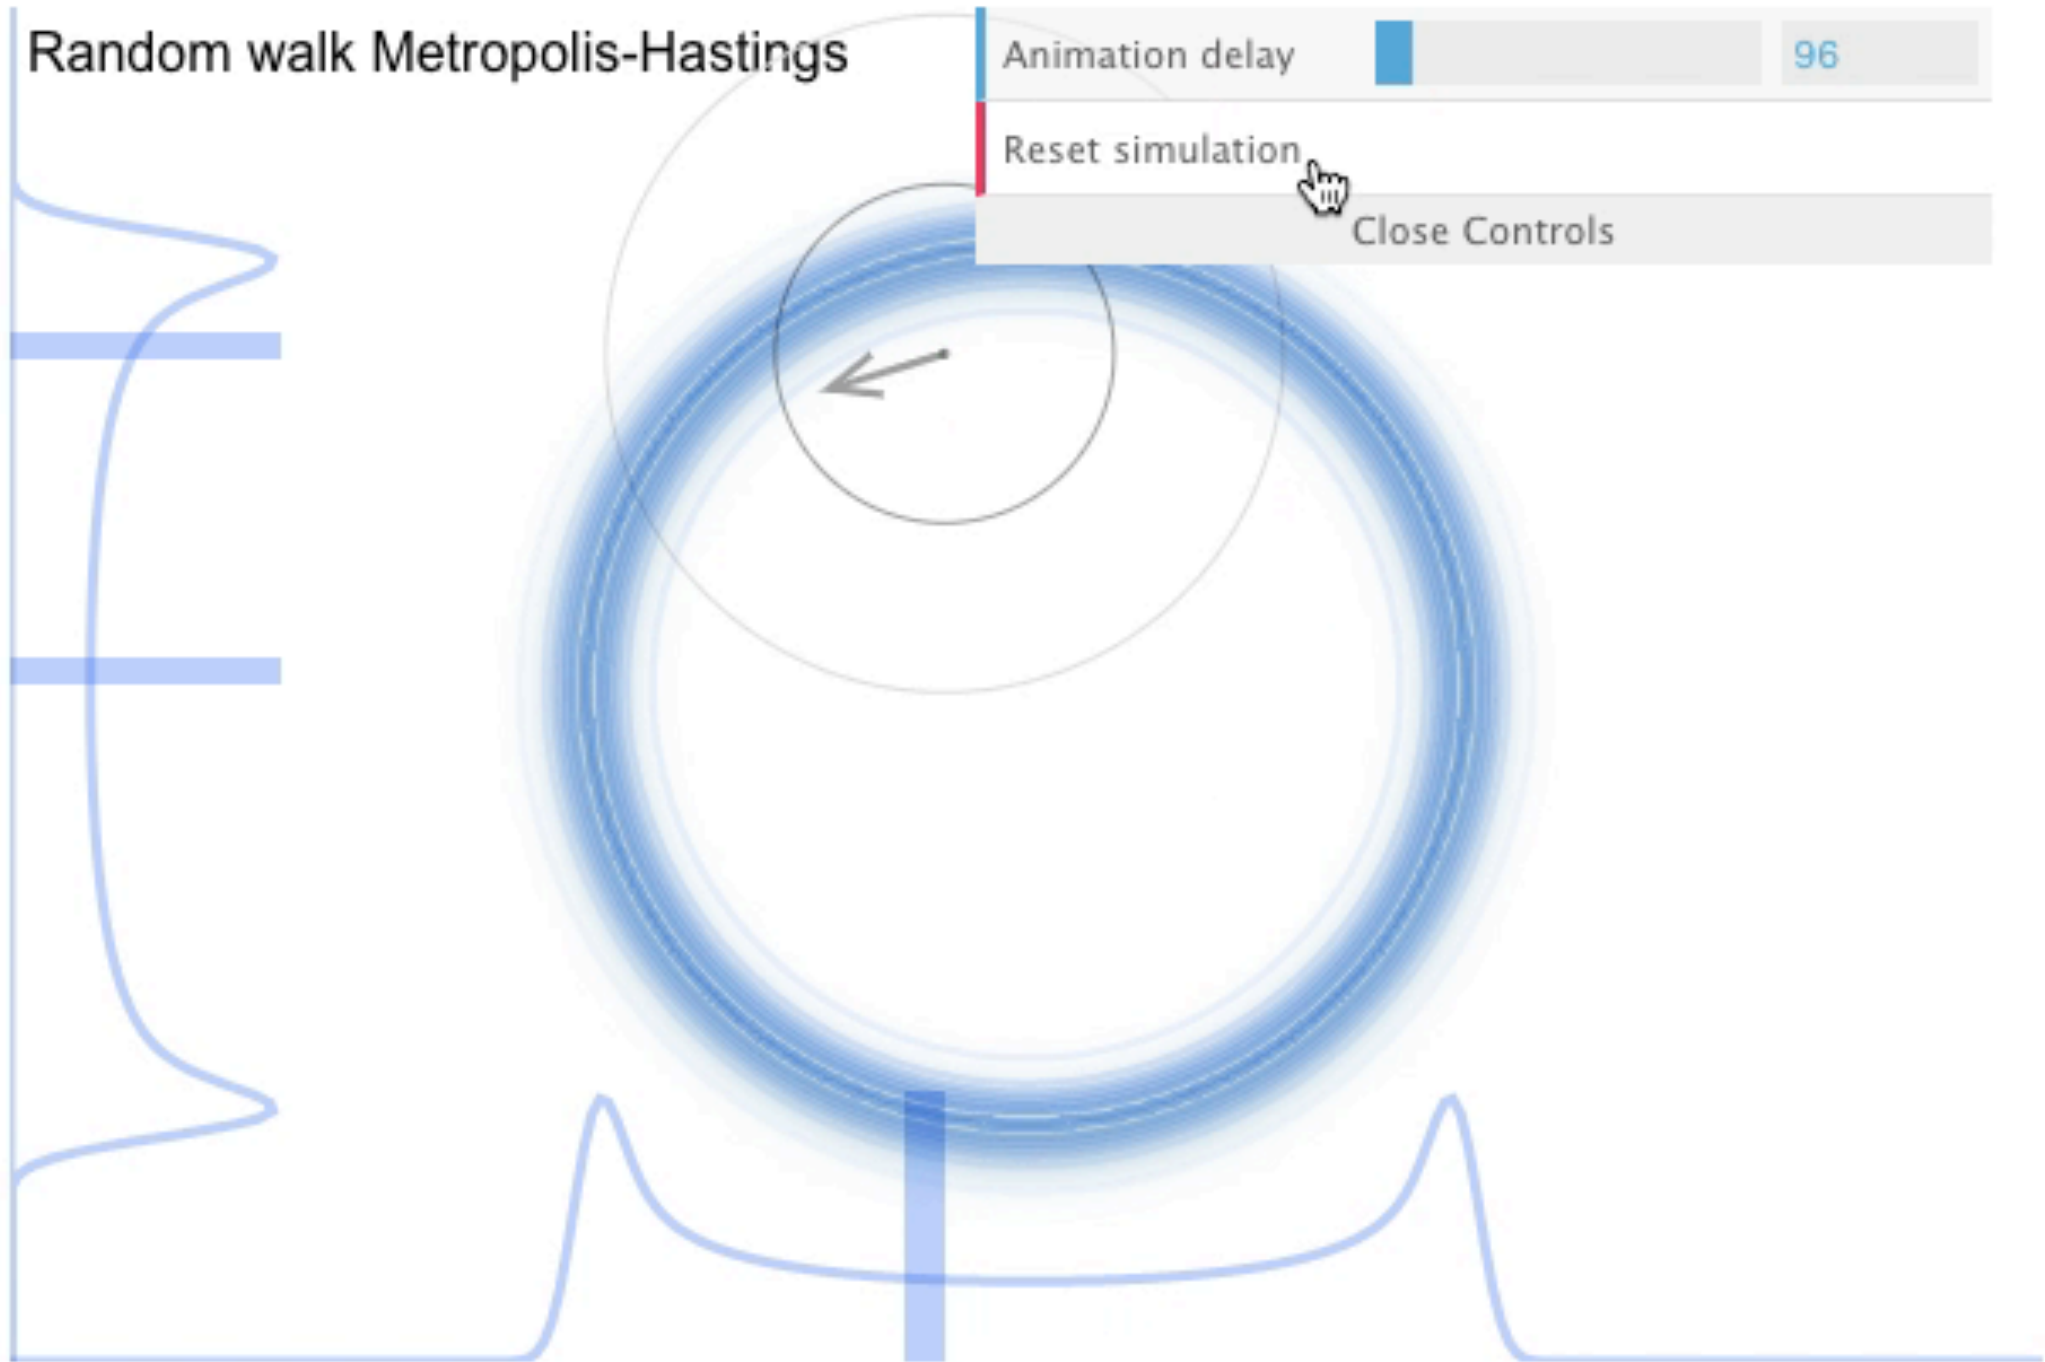 Random walk Metropolis-Hastings
Animation delay 96
Reset simulation
Close Controls